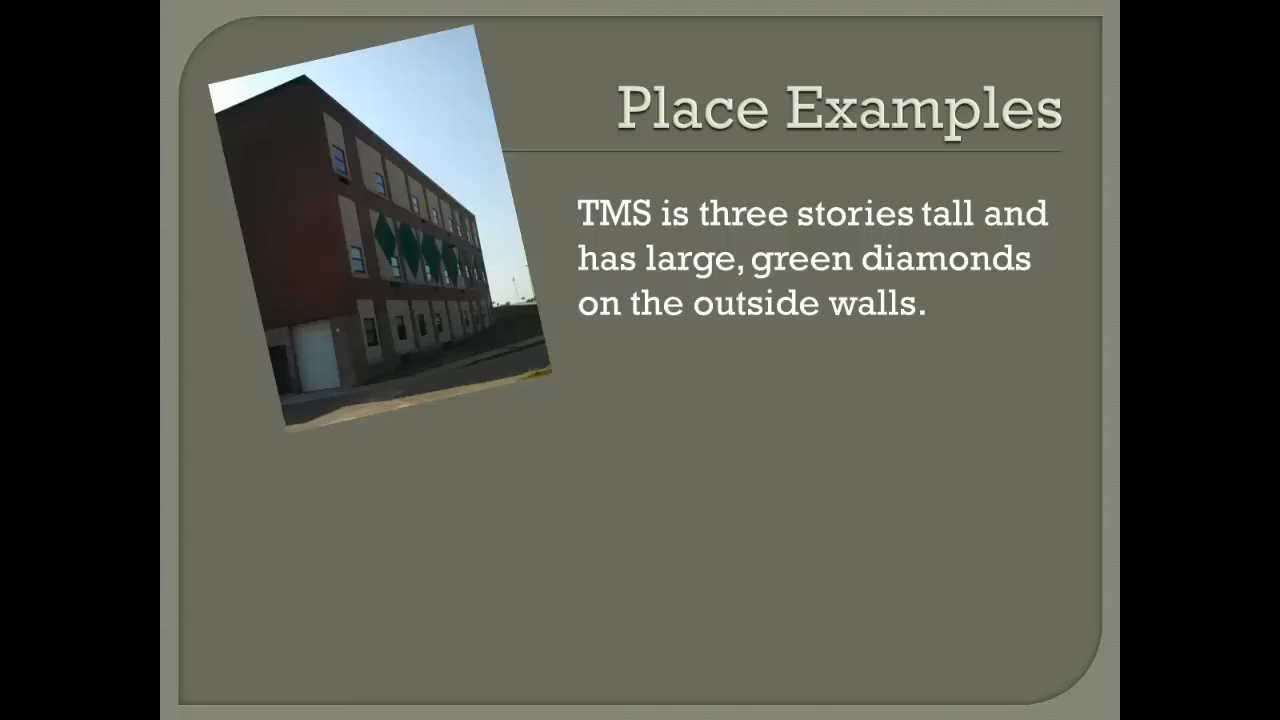 Place Examples
TMS is three stories tall and
has large, green diamonds
on the outside walls.